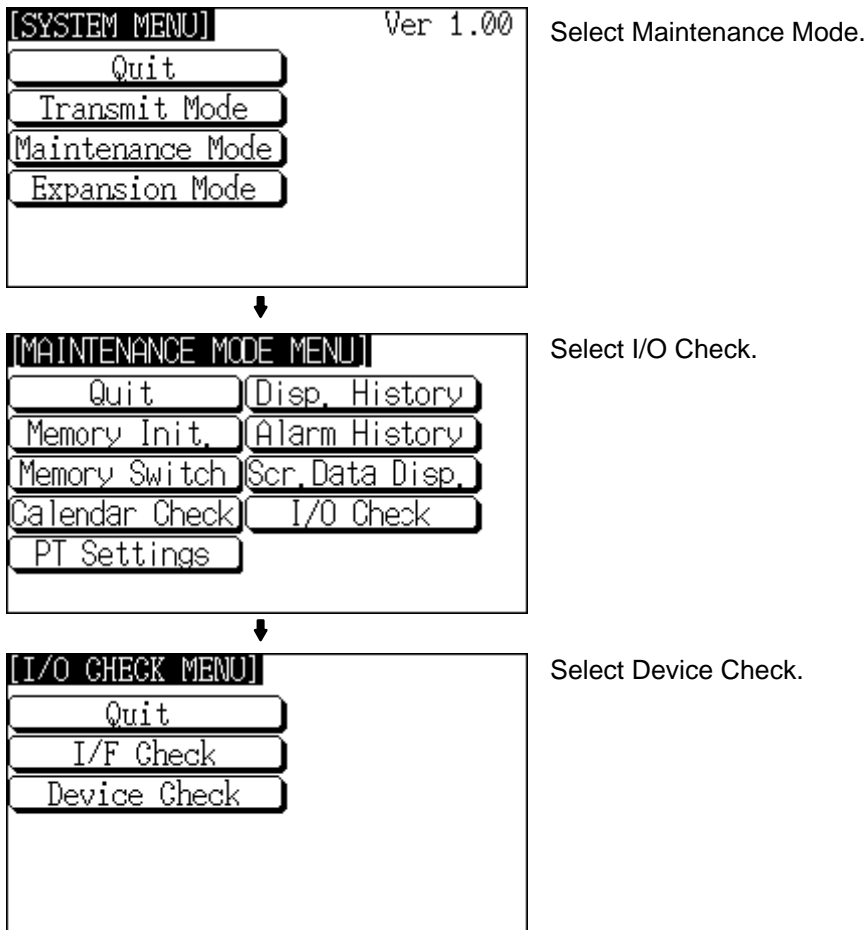 [SYSTEM MENU] Ver 1.00 Select Maintenance Mode.
Quit
Transmit Mode
Maintenance Mode
Expansion Mode
[MAINTENANCE MODE MENU] Select I/O Check.
Quit Disp. History
Memory Init. Alarm History
Memory Switch Scr.Data Disp.
Calendar Check I/O Check
PT Settings
[I/O CHECK MENU] Select Device Check.
Quit
I/F Check
Device Check